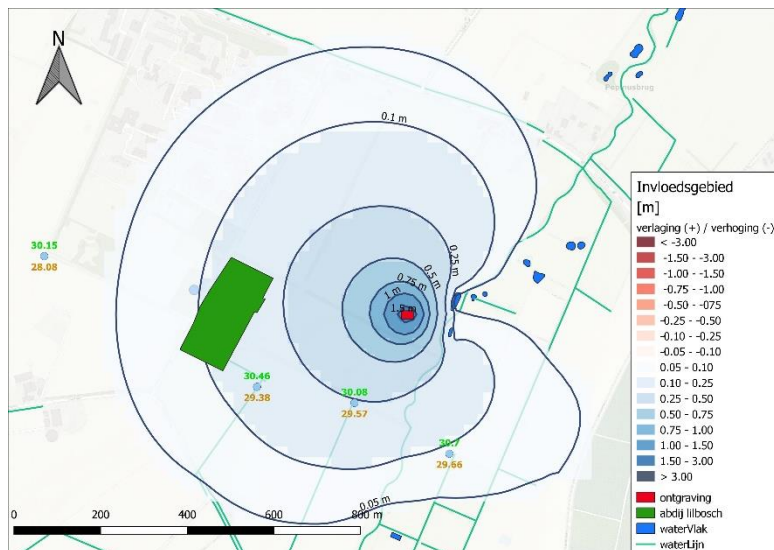 N
Pepinusbrug
0.1 m
0.25 m
0.5 m
0.75 m
1 m
1.5 m
30.15
28.08
30.46
29.38
30.08
29.57
30.7
29.66
0.05 m
0 200 400 600 800 m
Invloedsgebied
[m]
verlaging (+) / verhoging (-)
< -3.00
-1.50 - -3.00
-1.00 - -1.50
-0.75 - -1.00
-0.50 - -075
-0.25 - -0.50
-0.10 - -0.25
-0.05 - -0.10
0.05 - 0.10
0.10 - 0.25
0.25 - 0.50
0.50 - 0.75
0.75 - 1.00
1.00 - 1.50
1.50 - 3.00
> 3.00
ontgraving
abdij lilbosch
waterVlak
waterLijn